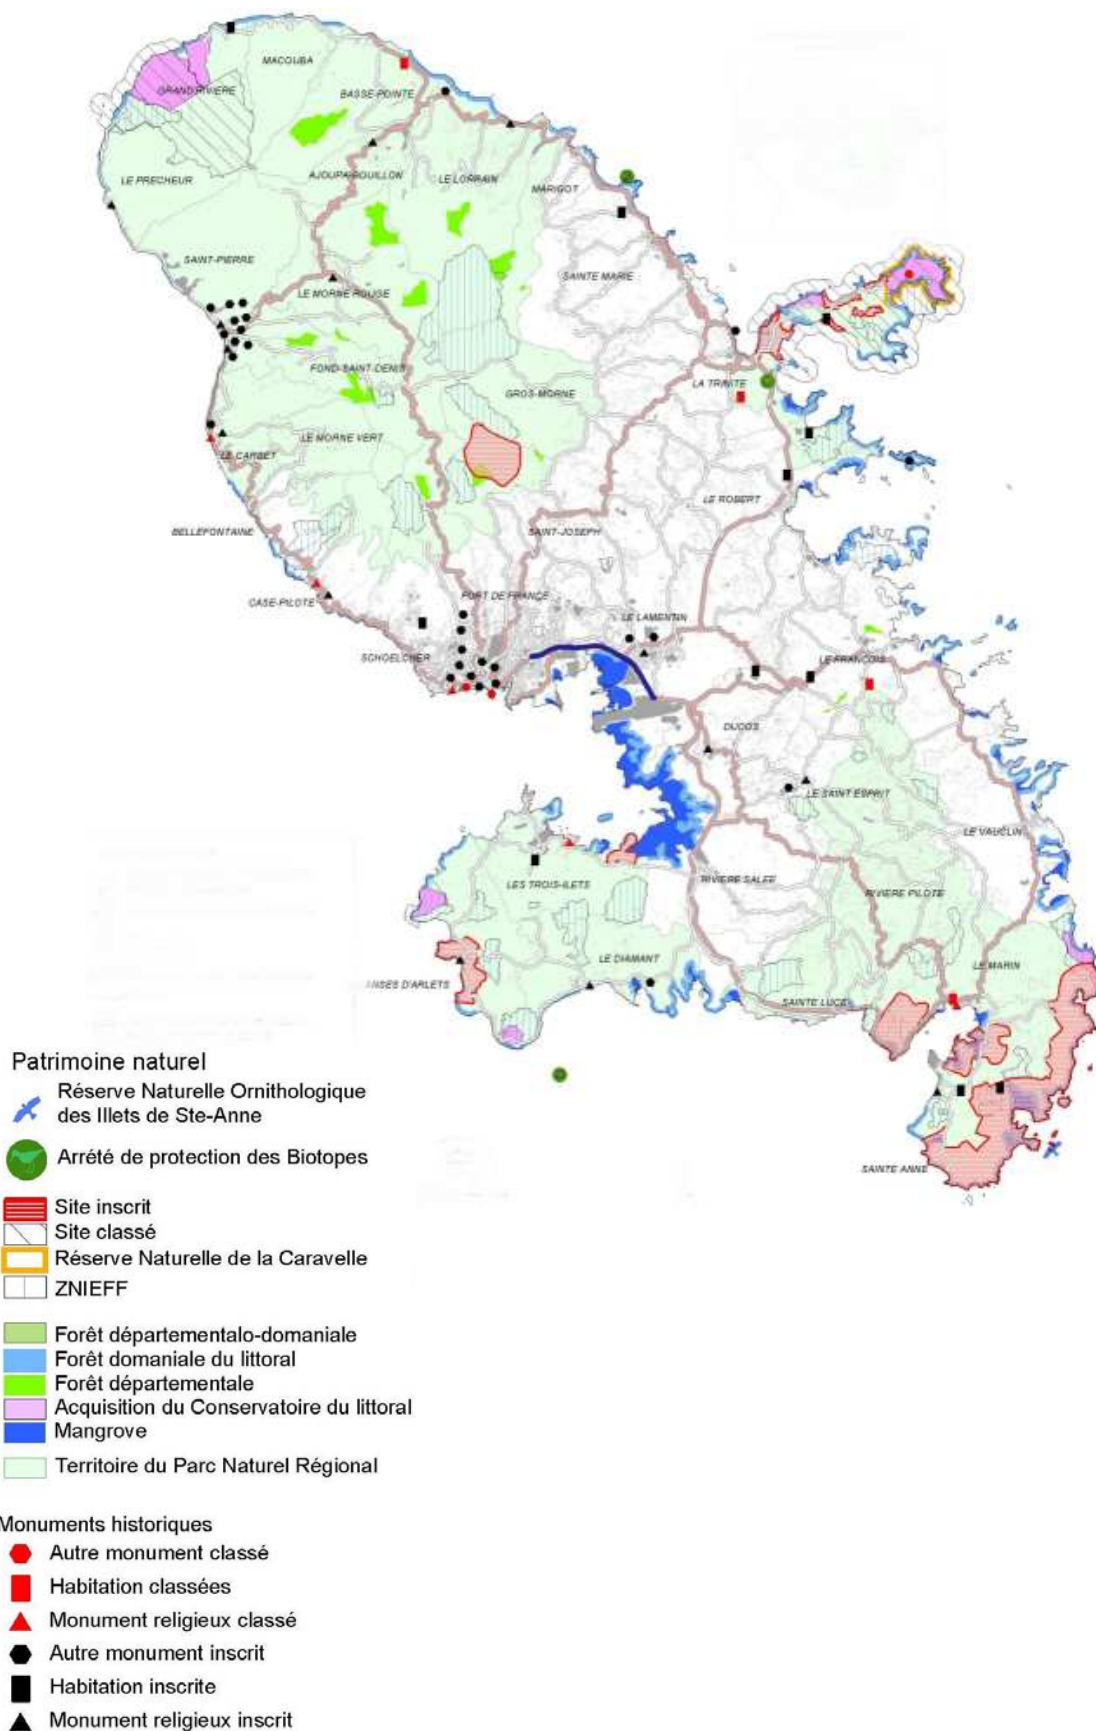 MACOUBA
GRAND RIVIERE
BASSE-POINTE
LE PRECHEUR
AJOUPA-BOUILLON
LE LORRAIN
MARIGOT
SAINT-PIERRE
SAINTE MARIE
LE MORNE ROUGE
FOND-SAINT-DENIS
GROS-MORNE
LA TRINITE
LE MORNE VERT
LE CARBET
LE ROBERT
BELLEFONTAINE
SAINT-JOSEPH
CASE-PILOTE
FORT DE FRANCE
LE LAMENTIN
SCHOELCHER
LE FRANCOIS
DUCOS
LE SAINT ESPRIT
LE VAUCLIN
LES TROIS-ILETS
RIVIERE SALEE
RIVIERE PILOTE
LE DIAMANT
LE MARIN
ANSES D'ARLETS
SAINTE LUCE
SAINTE ANNE
Patrimoine naturel
Réserve Naturelle Ornithologique
des Illets de Ste-Anne
Arrété de protection des Biotopes
Site inscrit
Site classé
Réserve Naturelle de la Caravelle
ZNIEFF
Forêt départementalo-domaniale
Forêt domaniale du littoral
Forêt départementale
Acquisition du Conservatoire du littoral
Mangrove
Territoire du Parc Naturel Régional
Monuments historiques
Autre monument classé
Habitation classées
Monument religieux classé
Autre monument inscrit
Habitation inscrite
Monument religieux inscrit